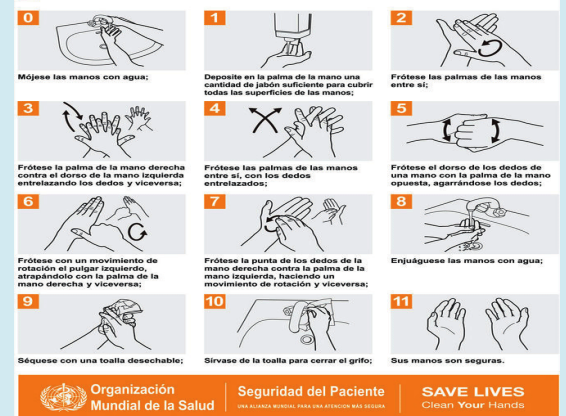 0
Mójese las manos con agua;
1
Deposite en la palma de la mano una
cantidad de jabón suficiente para cubrir
todas las superficies de las manos;
2
Frótese las palmas de las manos
entre sí;
3
Frótese la palma de la mano derecha
contra el dorso de la mano izquierda
entrelazando los dedos y viceversa;
4
Frótese las palmas de las manos
entre sí, con los dedos
entrelazados;
5
Frótese el dorso de los dedos de
una mano con la palma de la mano
opuesta, agarrándose los dedos;
6
Frótese con un movimiento de
rotación el pulgar izquierdo,
atrapándolo con la palma de la
mano derecha y viceversa;
7
Frótese la punta de los dedos de la
mano derecha contra la palma de la
mano izquierda, haciendo un
movimiento de rotación y viceversa;
8
Enjuáguese las manos con agua;
9
Séquese con una toalla desechable;
10
Sírvase de la toalla para cerrar el grifo;
11
Sus manos son seguras.
Organización
Mundial de la Salud
Seguridad del Paciente
UNA ALIANZA MUNDIAL PARA UNA ATENCIÓN MÁS SEGURA
SAVE LIVES
Clean Your Hands